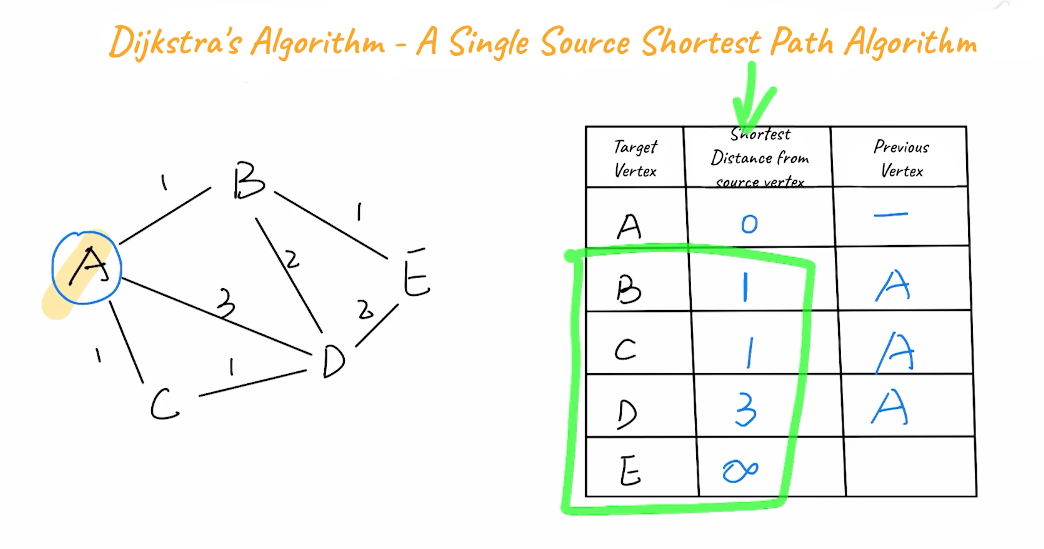 Dijkstra's Algorithm - A Single Source Shortest Path Algorithm
1
B
1
A
2
E
3
2
1
1
D
C
Target
Vertex
Shortest
Distance from
source vertex
Previous
Vertex
A 0 —
B 1 A
C 1 A
D 3 A
E ∞